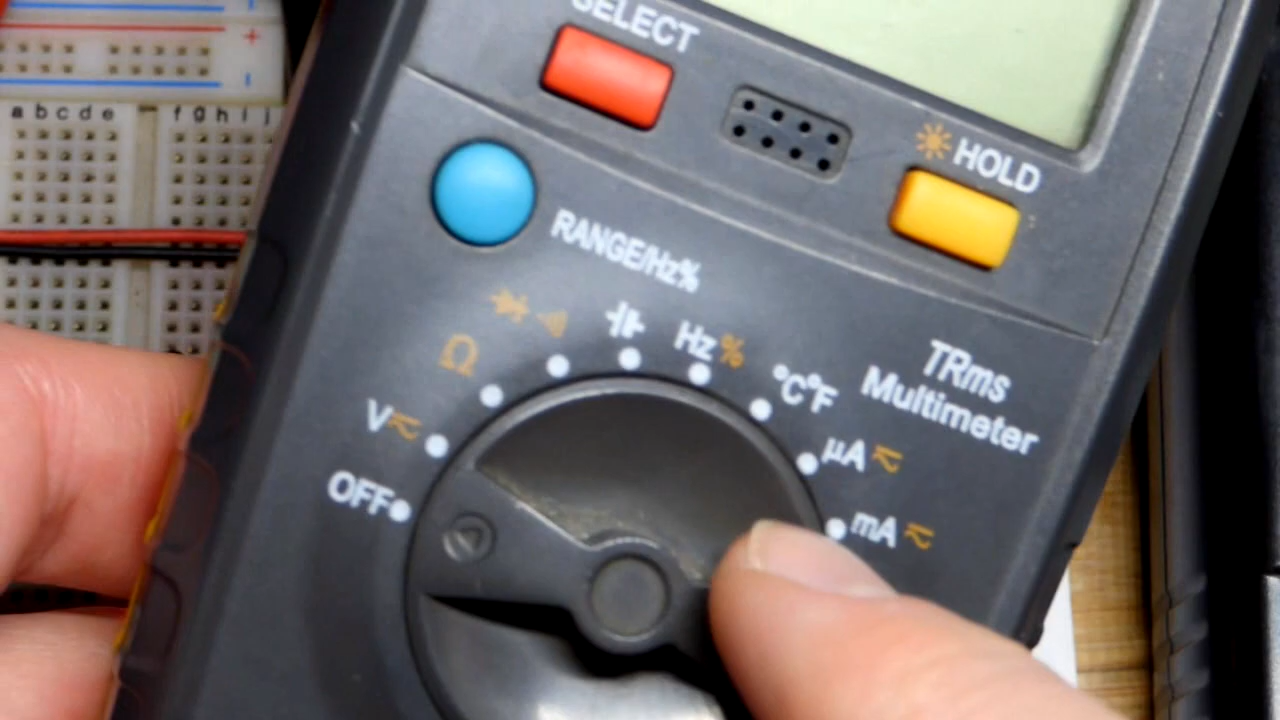 SELECT
HOLD
RANGE/Hz%
Ω
Hz %
°C°F
V
µA
OFF
mA
TRms
Multimeter
a b c d e
f g h i j
+